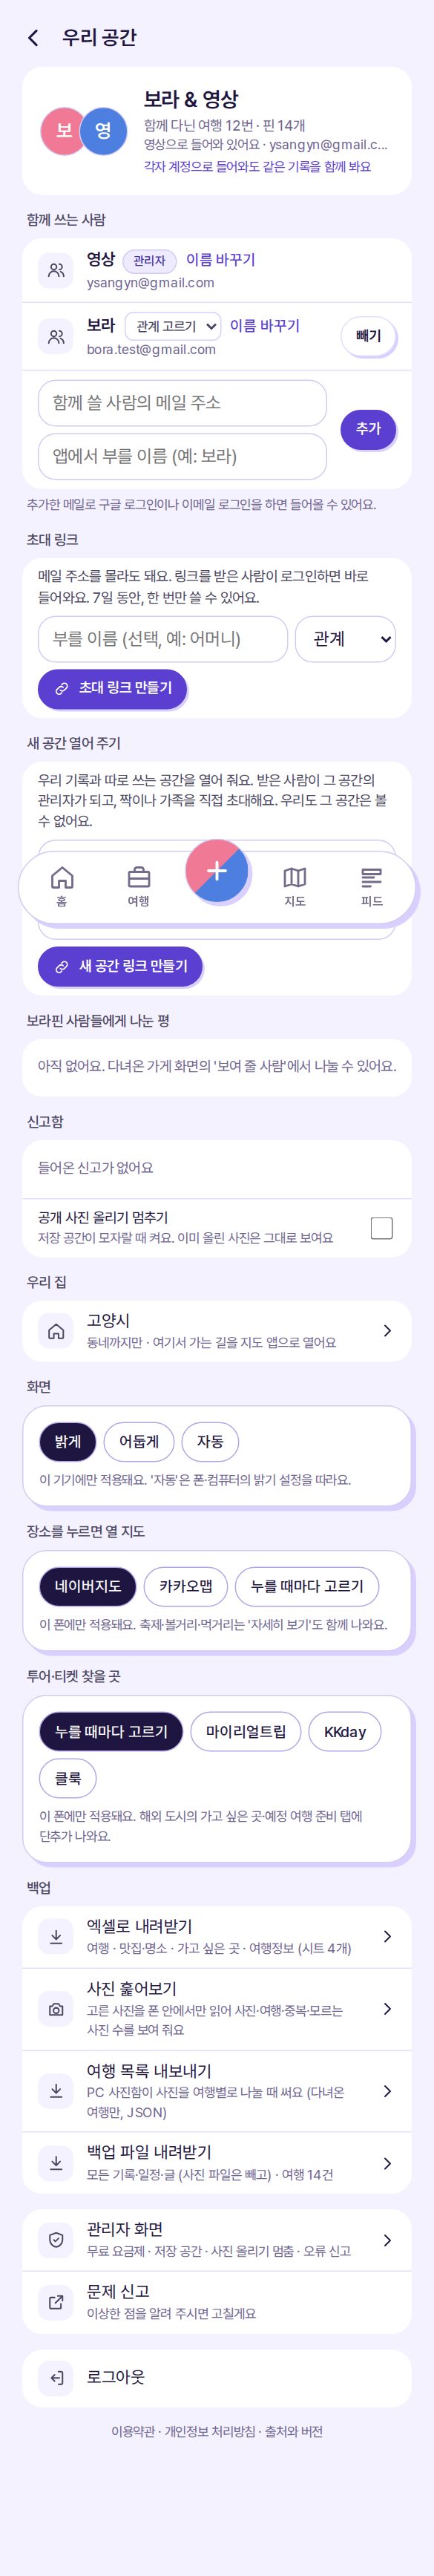 우리 공간
보 영
보라 & 영상
함께 다닌 여행 12번 · 핀 14개
영상으로 들어와 있어요 · ysangyn@gmail.c...
각자 계정으로 들어와도 같은 기록을 함께 봐요
함께 쓰는 사람
영상 관리자 이름 바꾸기
ysangyn@gmail.com
보라 관계 고르기 이름 바꾸기 빼기
bora.test@gmail.com
함께 쓸 사람의 메일 주소
추가
앱에서 부를 이름 (예: 보라)
추가한 메일로 구글 로그인이나 이메일 로그인을 하면 들어올 수 있어요.
초대 링크
메일 주소를 몰라도 돼요. 링크를 받은 사람이 로그인하면 바로
들어와요. 7일 동안, 한 번만 쓸 수 있어요.
부를 이름 (선택, 예: 어머니) 관계
초대 링크 만들기
새 공간 열어 주기
우리 기록과 따로 쓰는 공간을 열어 줘요. 받은 사람이 그 공간의
관리자가 되고, 짝이나 가족을 직접 초대해요. 우리도 그 공간은 볼
수 없어요.
홈 여행 지도 피드
새 공간 링크 만들기
보라핀 사람들에게 나눈 평
아직 없어요. 다녀온 가게 화면의 '보여 줄 사람'에서 나눌 수 있어요.
신고함
들어온 신고가 없어요
공개 사진 올리기 멈추기
저장 공간이 모자랄 때 켜요. 이미 올린 사진은 그대로 보여요
우리 집
고양시
동네까지만 · 여기서 가는 길을 지도 앱으로 열어요
화면
밝게 어둡게 자동
이 기기에만 적용돼요. '자동'은 폰·컴퓨터의 밝기 설정을 따라요.
장소를 누르면 열 지도
네이버지도 카카오맵 누를 때마다 고르기
이 폰에만 적용돼요. 축제·볼거리·먹거리는 '자세히 보기'도 함께 나와요.
투어·티켓 찾을 곳
누를 때마다 고르기 마이리얼트립 KKday
클룩
이 폰에만 적용돼요. 해외 도시의 가고 싶은 곳·예정 여행 준비 탭에
단추가 나와요.
백업
엑셀로 내려받기
여행 · 맛집·명소 · 가고 싶은 곳 · 여행정보 (시트 4개)
사진 훑어보기
고른 사진을 폰 안에서만 읽어 사진·여행·중복·모르는
사진 수를 보여 줘요
여행 목록 내보내기
PC 사진함이 사진을 여행별로 나눌 때 써요 (다녀온
여행만, JSON)
백업 파일 내려받기
모든 기록·일정·글 (사진 파일은 빼고) · 여행 14건
관리자 화면
무료 요금제 · 저장 공간 · 사진 올리기 멈춤 · 오류 신고
문제 신고
이상한 점을 알려 주시면 고칠게요
로그아웃
이용약관 · 개인정보 처리방침 · 출처와 버전